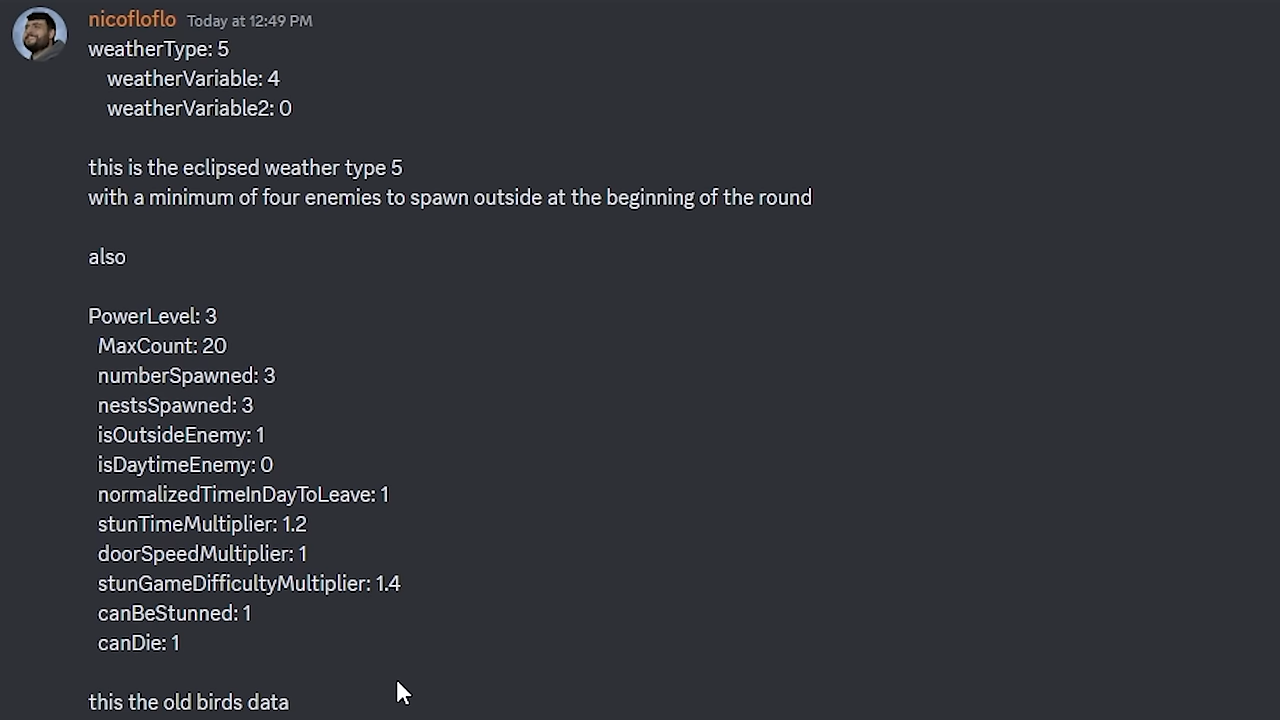 nicofloflo Today at 12:49 PM
weatherType: 5
weatherVariable: 4
weatherVariable2: 0
this is the eclipsed weather type 5
with a minimum of four enemies to spawn outside at the beginning of the round
also
PowerLevel: 3
MaxCount: 20
numberSpawned: 3
nestsSpawned: 3
isOutsideEnemy: 1
isDaytimeEnemy: 0
normalizedTimeInDayToLeave: 1
stunTimeMultiplier: 1.2
doorSpeedMultiplier: 1
stunGameDifficultyMultiplier: 1.4
canBeStunned: 1
canDie: 1
this the old birds data